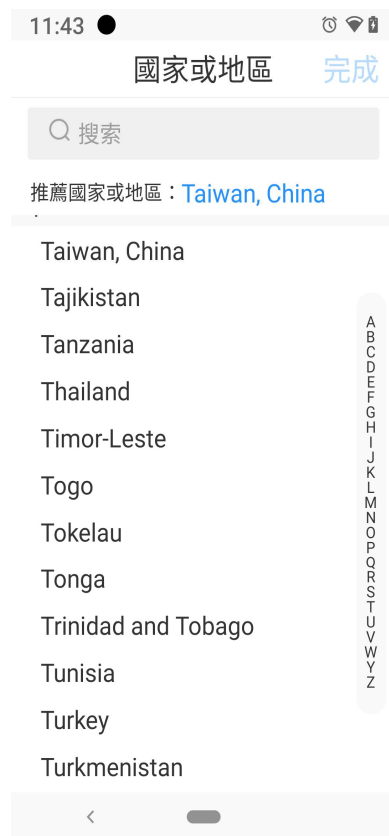 11:43
國家或地區
完成
搜索
推薦國家或地區：Taiwan, China
Taiwan, China
Tajikistan
Tanzania
Thailand
Timor-Leste
Togo
Tokelau
Tonga
Trinidad and Tobago
Tunisia
Turkey
Turkmenistan
A
B
C
D
E
F
G
H
I
J
K
L
M
N
O
P
Q
R
S
T
U
V
W
Y
Z